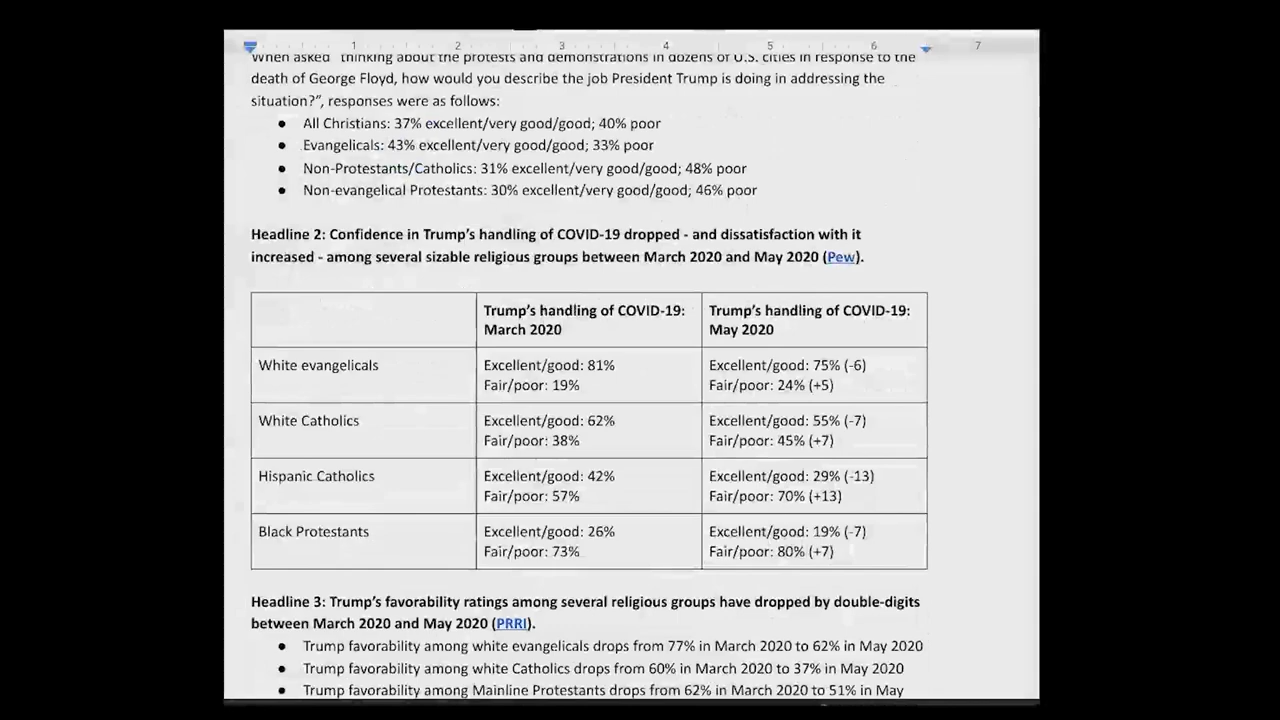 1 2 3 4 5 6 7
When asked "thinking about the protests and demonstrations in dozens of U.S. cities in response to the
death of George Floyd, how would you describe the job President Trump is doing in addressing the
situation?", responses were as follows:
● All Christians: 37% excellent/very good/good; 40% poor
● Evangelicals: 43% excellent/very good/good; 33% poor
● Non-Protestants/Catholics: 31% excellent/very good/good; 48% poor
● Non-evangelical Protestants: 30% excellent/very good/good; 46% poor
Headline 2: Confidence in Trump's handling of COVID-19 dropped - and dissatisfaction with it
increased - among several sizable religious groups between March 2020 and May 2020 (Pew).
Trump's handling of COVID-19:
March 2020
Trump's handling of COVID-19:
May 2020
White evangelicals
Excellent/good: 81%
Fair/poor: 19%
Excellent/good: 75% (-6)
Fair/poor: 24% (+5)
White Catholics
Excellent/good: 62%
Fair/poor: 38%
Excellent/good: 55% (-7)
Fair/poor: 45% (+7)
Hispanic Catholics
Excellent/good: 42%
Fair/poor: 57%
Excellent/good: 29% (-13)
Fair/poor: 70% (+13)
Black Protestants
Excellent/good: 26%
Fair/poor: 73%
Excellent/good: 19% (-7)
Fair/poor: 80% (+7)
Headline 3: Trump's favorability ratings among several religious groups have dropped by double-digits
between March 2020 and May 2020 (PRRI).
● Trump favorability among white evangelicals drops from 77% in March 2020 to 62% in May 2020
● Trump favorability among white Catholics drops from 60% in March 2020 to 37% in May 2020
● Trump favorability among Mainline Protestants drops from 62% in March 2020 to 51% in May